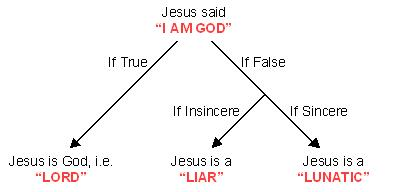 Jesus said
“I AM GOD”
If True
If False
If Insincere
If Sincere
Jesus is God, i.e.
“LORD”
Jesus is a
“LIAR”
Jesus is a
“LUNATIC”